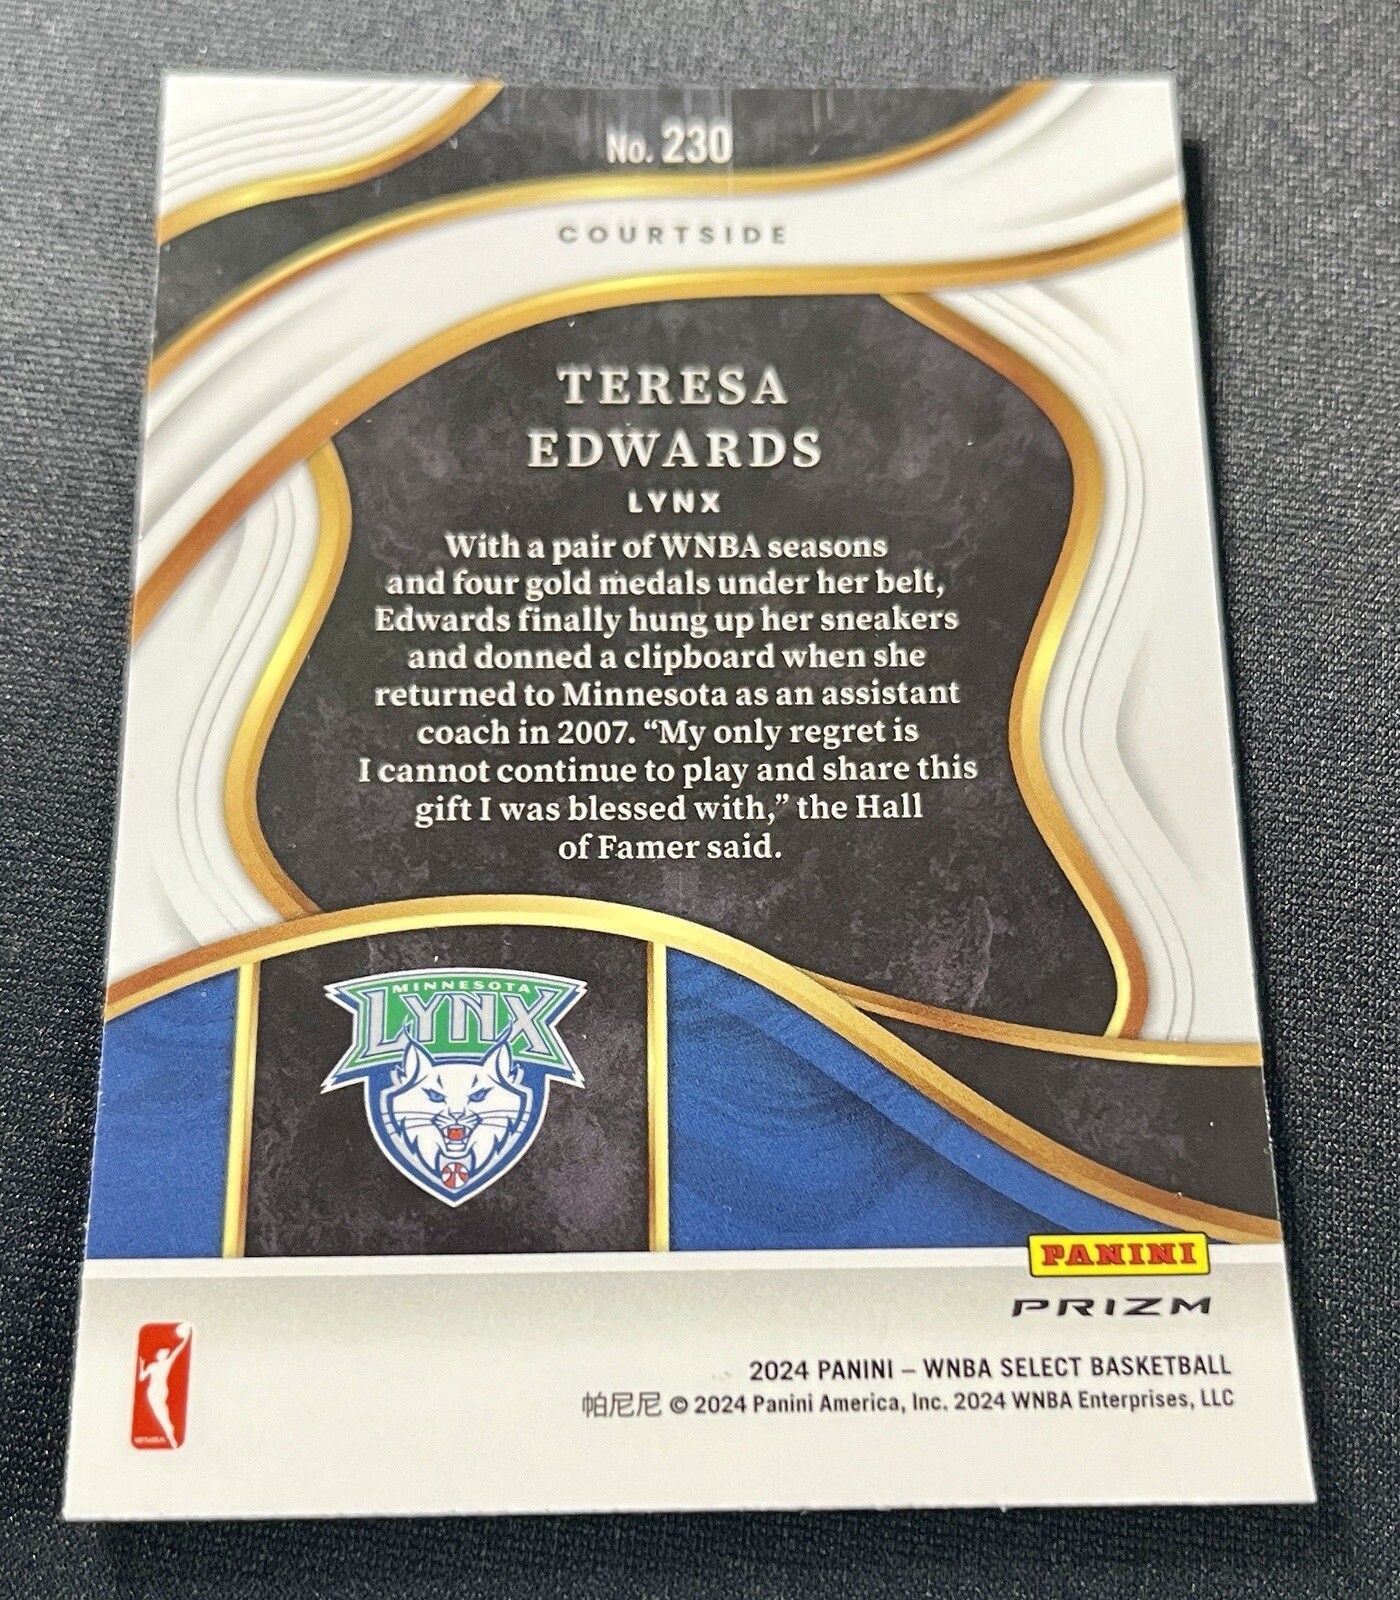 No. 230
COURTSIDE
TERESA
EDWARDS
LYNX
With a pair of WNBA seasons
and four gold medals under her belt,
Edwards finally hung up her sneakers
and donned a clipboard when she
returned to Minnesota as an assistant
coach in 2007. “My only regret is
I cannot continue to play and share this
gift I was blessed with,” the Hall
of Famer said.
MINNESOTA
LYNX
PANINI
PRIZM
WNBA
2024 PANINI – WNBA SELECT BASKETBALL
帕尼尼 © 2024 Panini America, Inc. 2024 WNBA Enterprises, LLC